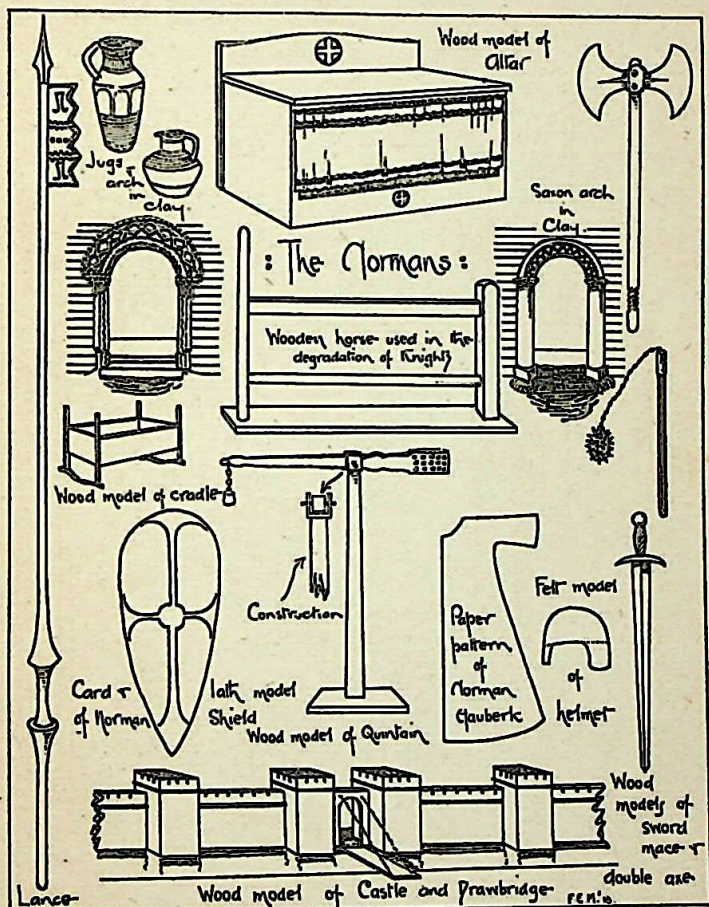 Wood model of
Altar
Jugs &
arch
in
clay.
Saxon arch
in
Clay.
: The Normans :
Wooden horse used in the
degradation of Knights
Wood model of cradle
Construction
Card & lath model
of Norman Shield
Wood model of Quintain
Paper
pattern
of
Norman
Hauberk
Felt model
of
helmet
Wood
models of
sword
mace &
double axe
Lance
Wood model of Castle and Drawbridge